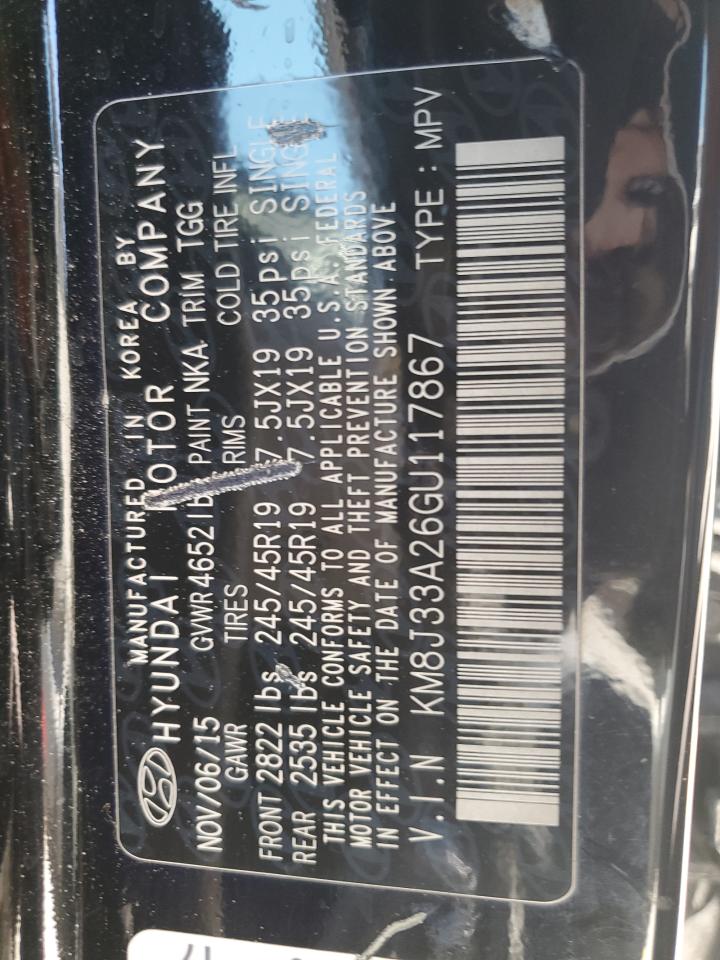 MANUFACTURED IN KOREA BY
HYUNDAI MOTOR COMPANY
NOV/06/15 GVWR 4652 lb PAINT NKA TRIM TGG
GAWR TIRES RIMS COLD TIRE INFL
FRONT 2822 lbs 245/45R19 7.5JX19 35psi SINGLE
REAR 2535 lbs 245/45R19 7.5JX19 35psi SINGLE
THIS VEHICLE CONFORMS TO ALL APPLICABLE U.S.A. FEDERAL
MOTOR VEHICLE SAFETY AND THEFT PREVENTION STANDARDS
IN EFFECT ON THE DATE OF MANUFACTURE SHOWN ABOVE
V.I.N KM8J33A26GU117867 TYPE : MPV